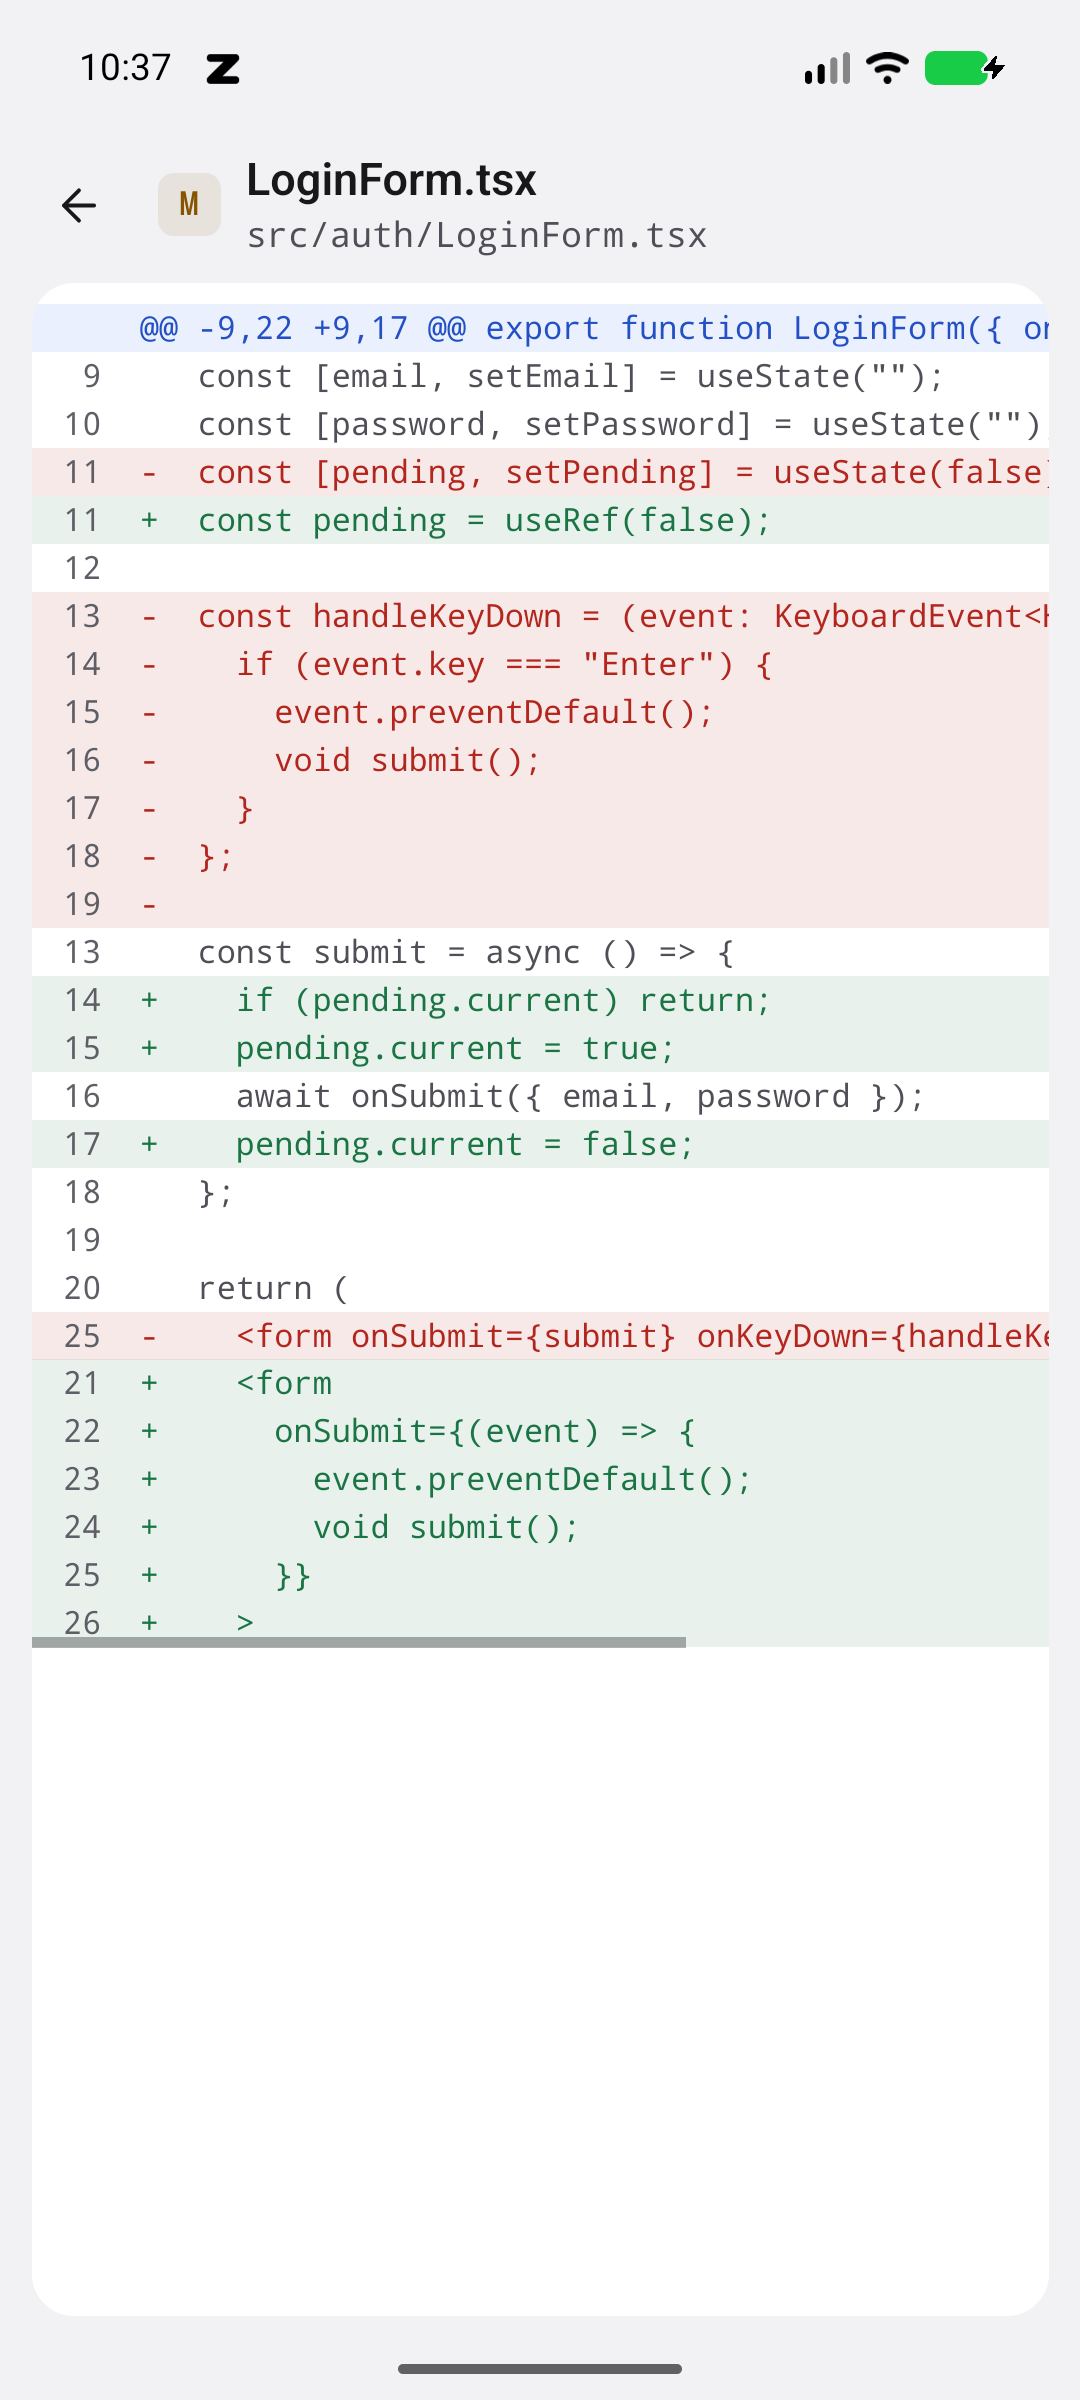 10:37
LoginForm.tsx
M
src/auth/LoginForm.tsx
@@ -9,22 +9,17 @@ export function LoginForm({ on
9 const [email, setEmail] = useState("");
10 const [password, setPassword] = useState("")
11 - const [pending, setPending] = useState(false)
11 + const pending = useRef(false);
12
13 - const handleKeyDown = (event: KeyboardEvent<H
14 - if (event.key === "Enter") {
15 - event.preventDefault();
16 - void submit();
17 - }
18 - };
19 -
13 const submit = async () => {
14 + if (pending.current) return;
15 + pending.current = true;
16 await onSubmit({ email, password });
17 + pending.current = false;
18 };
19
20 return (
25 - <form onSubmit={submit} onKeyDown={handleKe
21 + <form
22 + onSubmit={(event) => {
23 + event.preventDefault();
24 + void submit();
25 + }}
26 + >